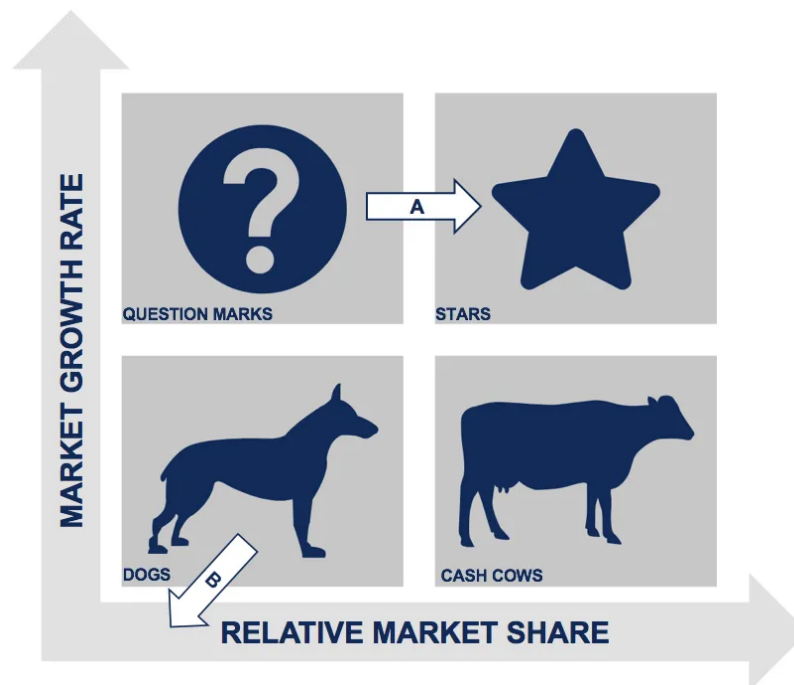 MARKET GROWTH RATE
?
A
QUESTION MARKS
STARS
DOGS
B
CASH COWS
RELATIVE MARKET SHARE